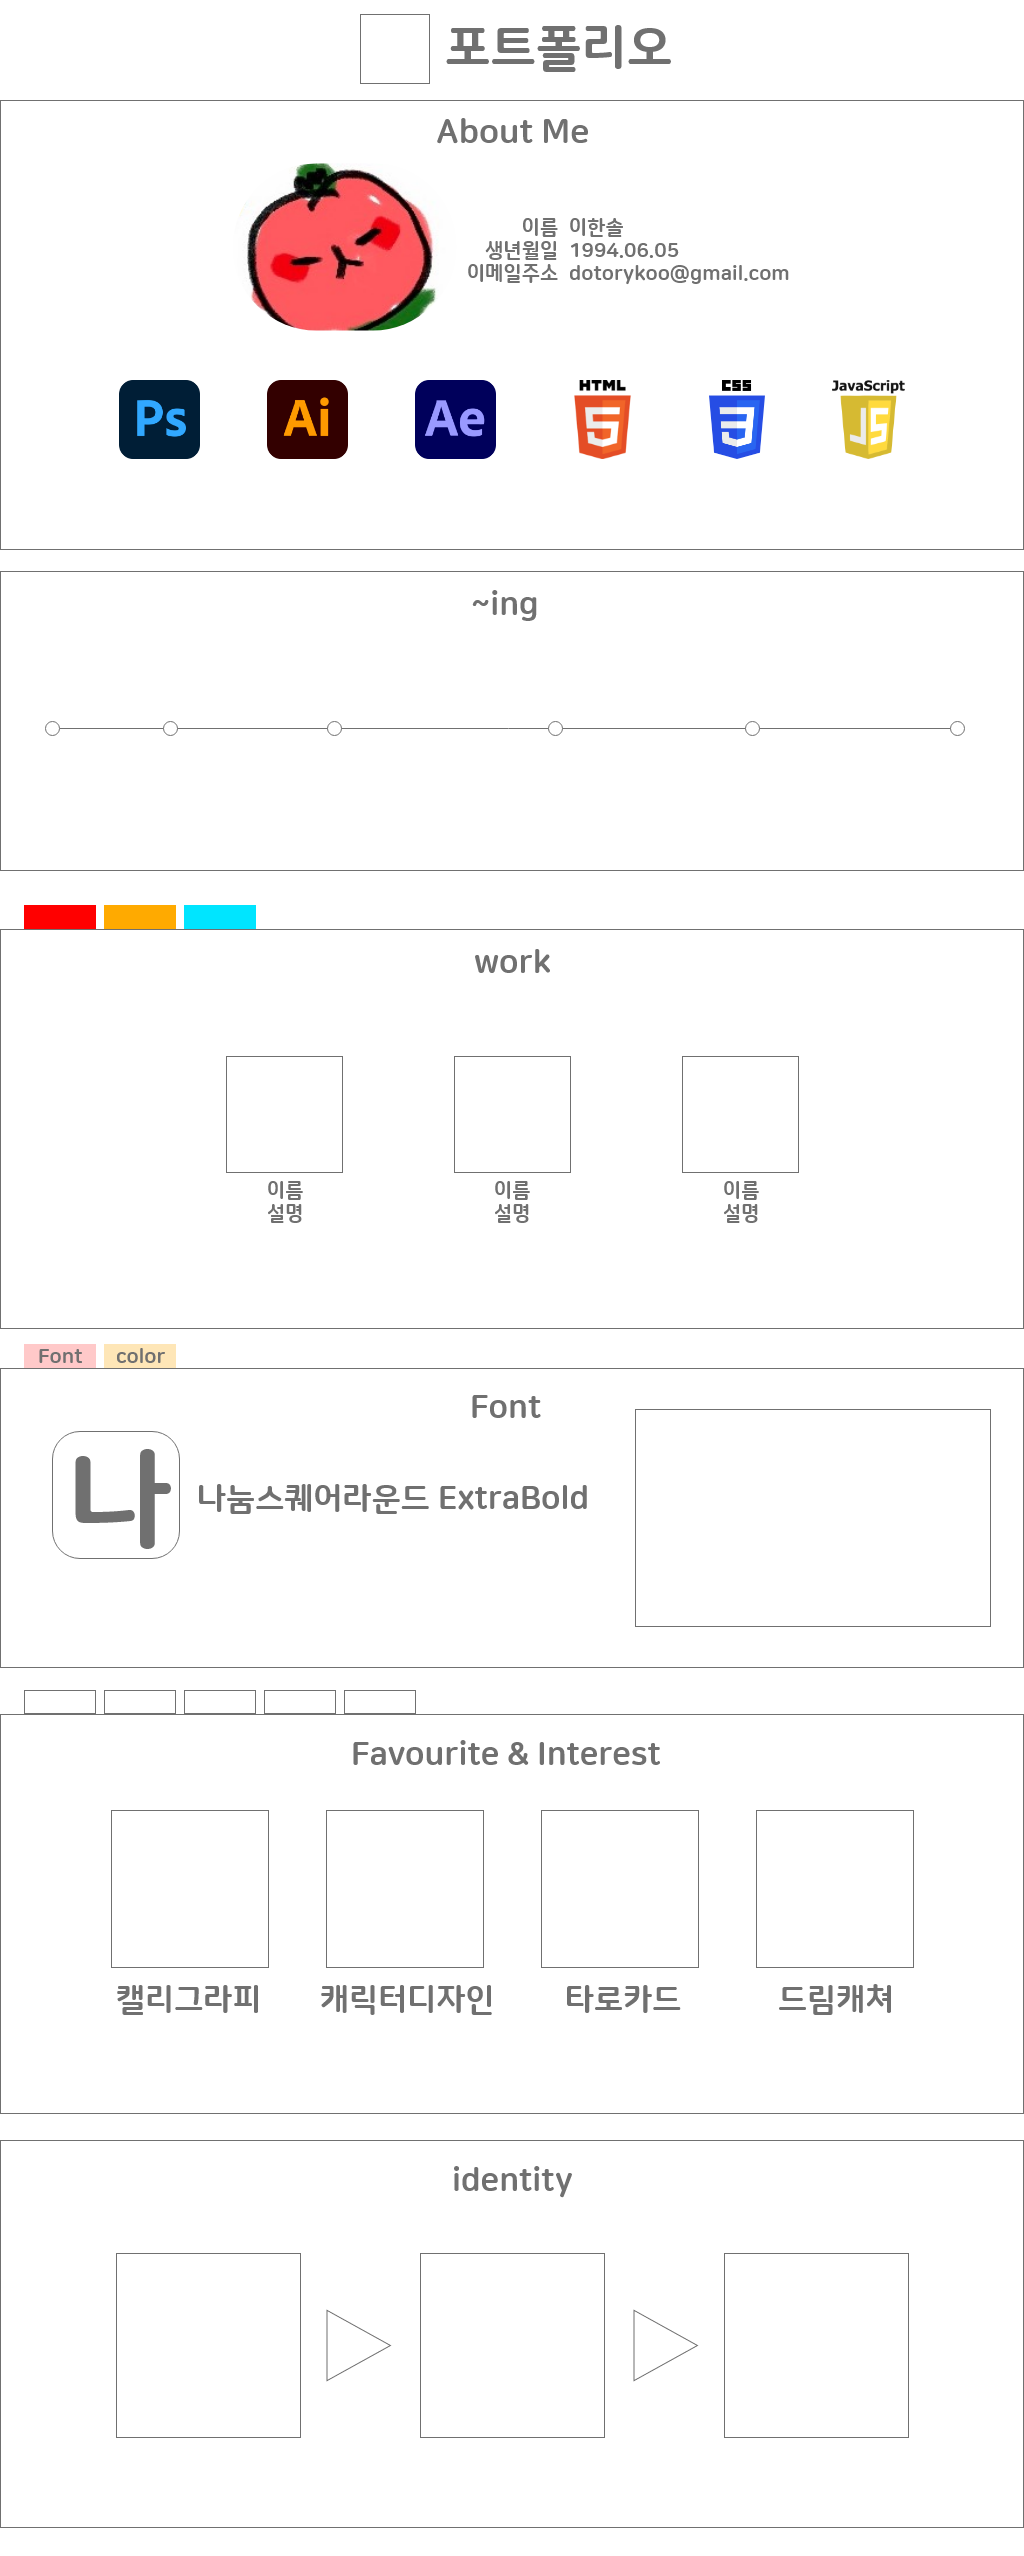 포트폴리오
About Me
이름 이한솔
생년월일 1994.06.05
이메일주소 dotorykoo@gmail.com
Ps Ai Ae HTML 5 CSS 3 JavaScript JS
~ing
work
이름 이름 이름
설명 설명 설명
Font color
Font
나 나눔스퀘어라운드 ExtraBold
Favourite & Interest
캘리그라피 캐릭터디자인 타로카드 드림캐쳐
identity